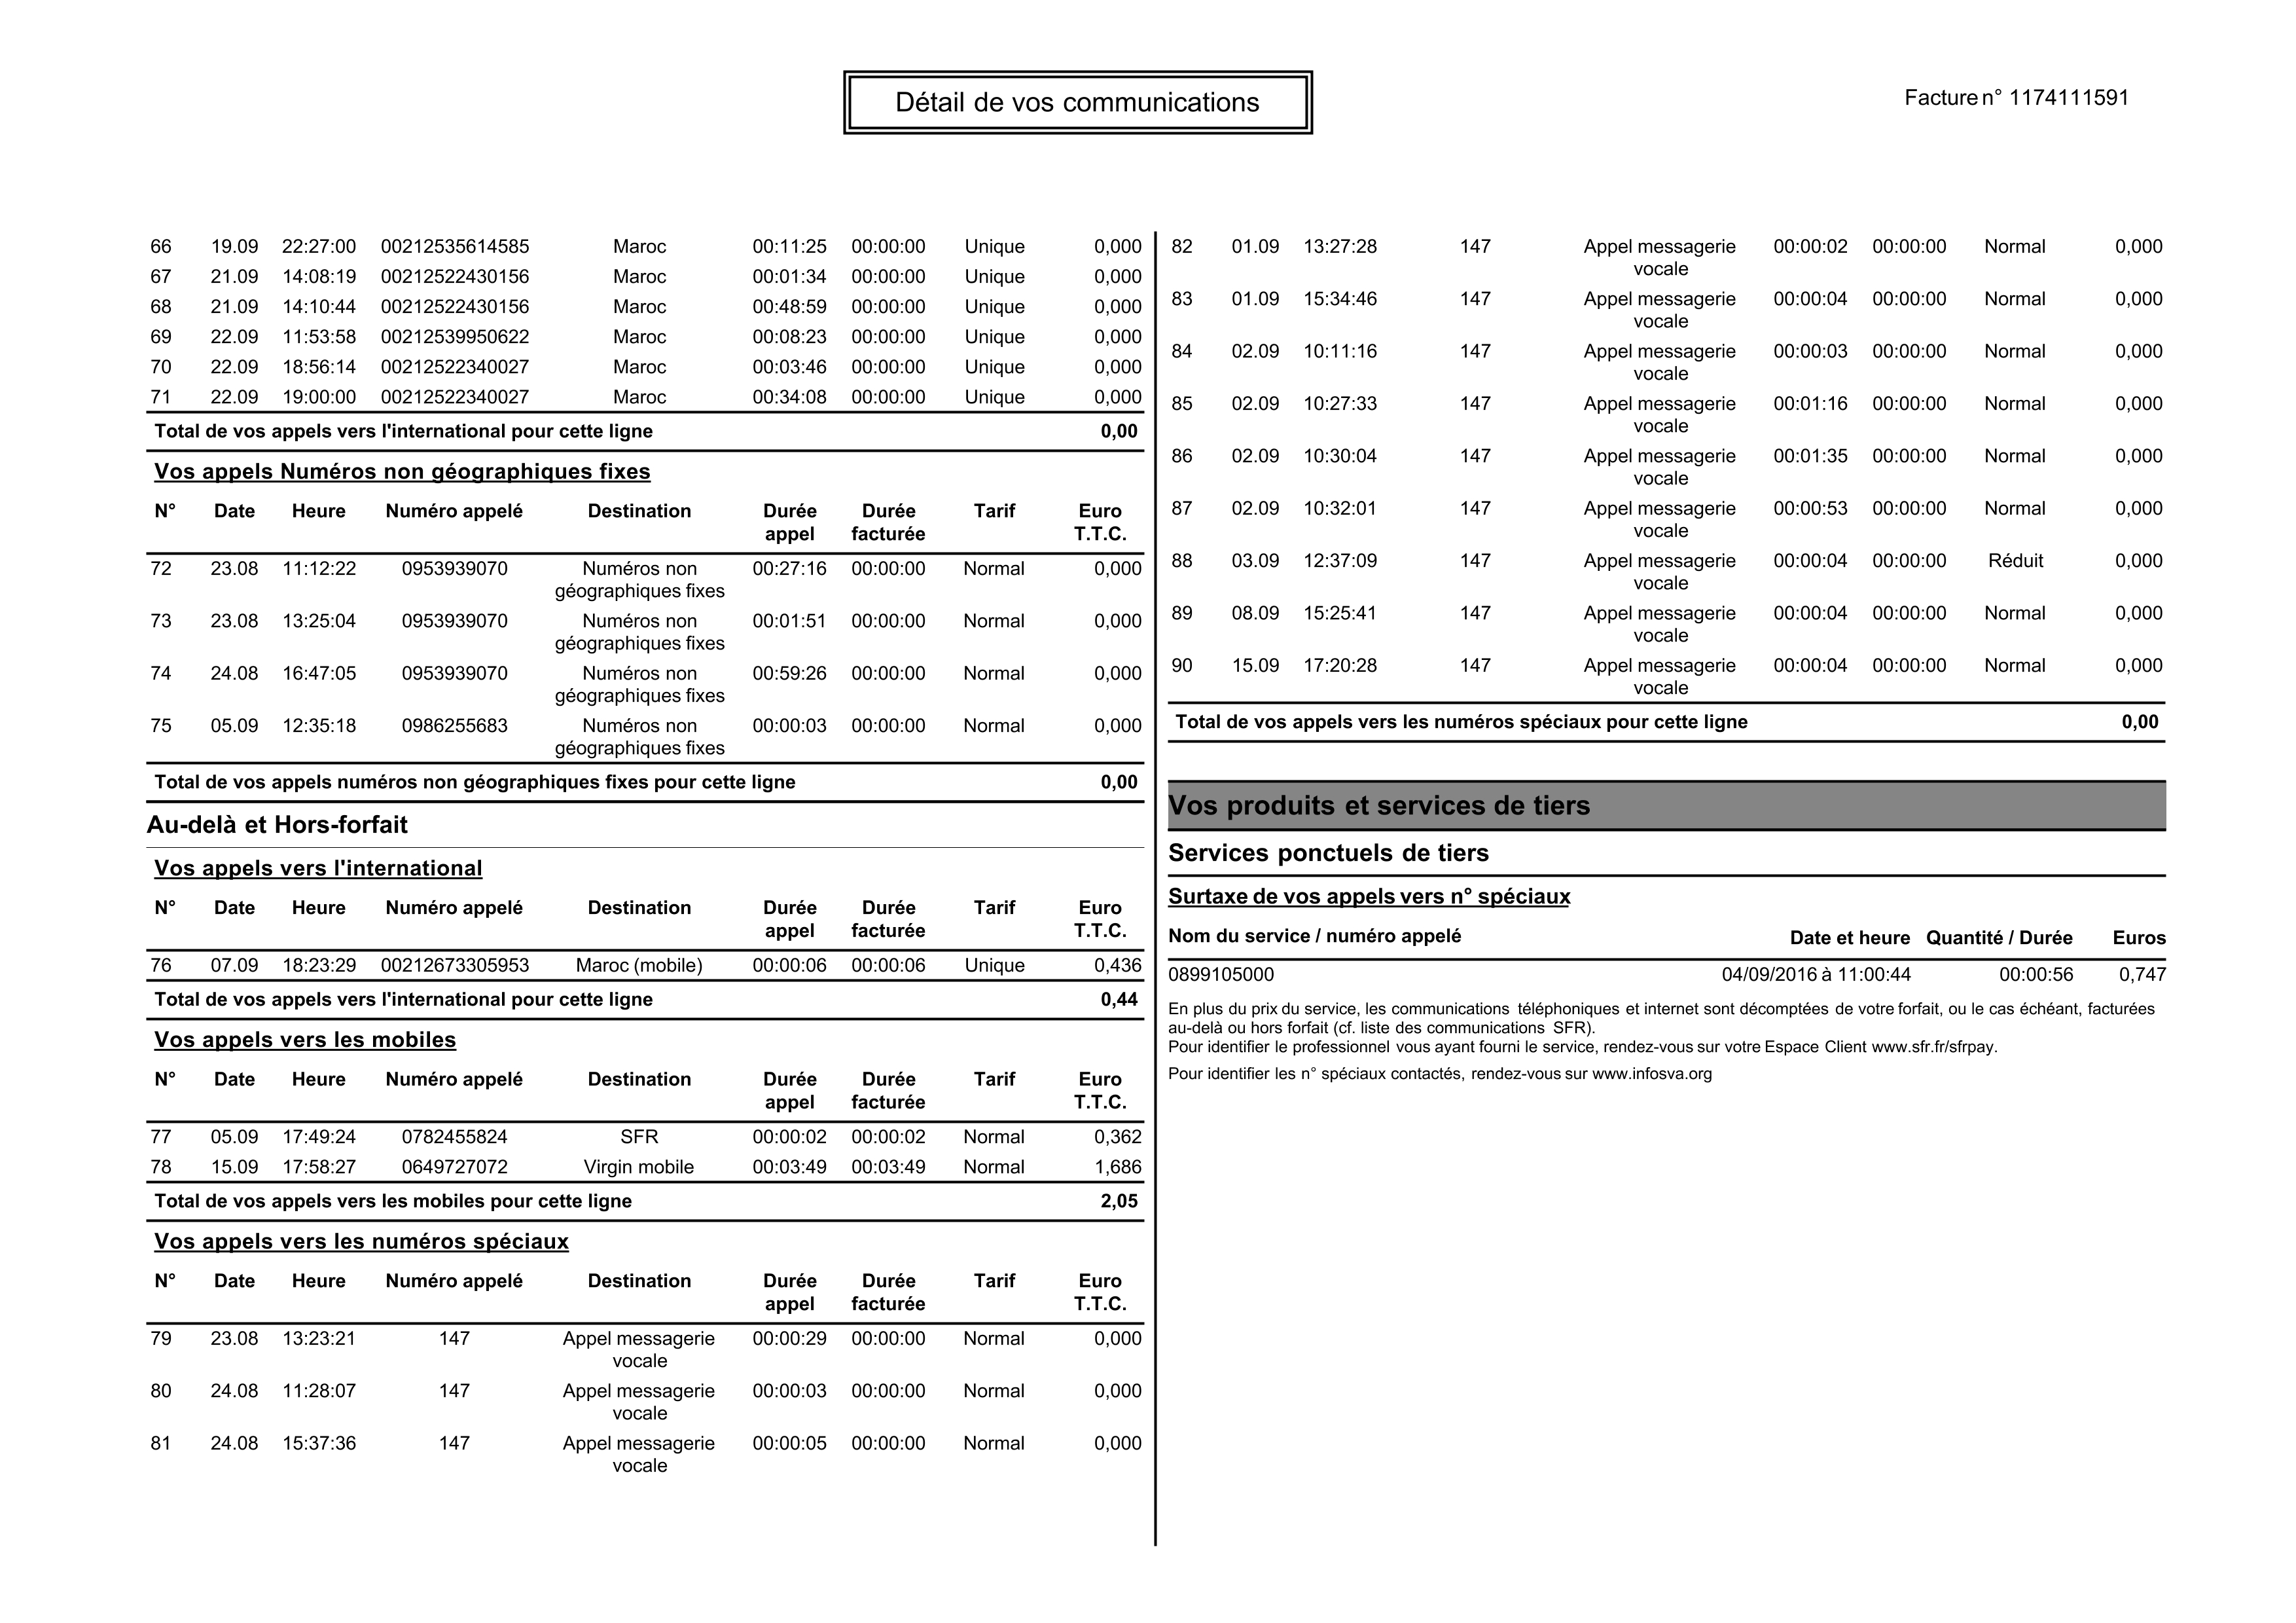 Détail de vos communications
Facture n° 1174111591
66 19.09 22:27:00 00212535614585 Maroc 00:11:25 00:00:00 Unique 0,000
67 21.09 14:08:19 00212522430156 Maroc 00:01:34 00:00:00 Unique 0,000
68 21.09 14:10:44 00212522430156 Maroc 00:48:59 00:00:00 Unique 0,000
69 22.09 11:53:58 00212539950622 Maroc 00:08:23 00:00:00 Unique 0,000
70 22.09 18:56:14 00212522340027 Maroc 00:03:46 00:00:00 Unique 0,000
71 22.09 19:00:00 00212522340027 Maroc 00:34:08 00:00:00 Unique 0,000
Total de vos appels vers l'international pour cette ligne 0,00
Vos appels Numéros non géographiques fixes
N° Date Heure Numéro appelé Destination Durée Durée Tarif Euro
appel facturée T.T.C.
72 23.08 11:12:22 0953939070 Numéros non 00:27:16 00:00:00 Normal 0,000
géographiques fixes
73 23.08 13:25:04 0953939070 Numéros non 00:01:51 00:00:00 Normal 0,000
géographiques fixes
74 24.08 16:47:05 0953939070 Numéros non 00:59:26 00:00:00 Normal 0,000
géographiques fixes
75 05.09 12:35:18 0986255683 Numéros non 00:00:03 00:00:00 Normal 0,000
géographiques fixes
Total de vos appels numéros non géographiques fixes pour cette ligne 0,00
Au-delà et Hors-forfait
Vos appels vers l'international
N° Date Heure Numéro appelé Destination Durée Durée Tarif Euro
appel facturée T.T.C.
76 07.09 18:23:29 00212673305953 Maroc (mobile) 00:00:06 00:00:06 Unique 0,436
Total de vos appels vers l'international pour cette ligne 0,44
Vos appels vers les mobiles
N° Date Heure Numéro appelé Destination Durée Durée Tarif Euro
appel facturée T.T.C.
77 05.09 17:49:24 0782455824 SFR 00:00:02 00:00:02 Normal 0,362
78 15.09 17:58:27 0649727072 Virgin mobile 00:03:49 00:03:49 Normal 1,686
Total de vos appels vers les mobiles pour cette ligne 2,05
Vos appels vers les numéros spéciaux
N° Date Heure Numéro appelé Destination Durée Durée Tarif Euro
appel facturée T.T.C.
79 23.08 13:23:21 147 Appel messagerie 00:00:29 00:00:00 Normal 0,000
vocale
80 24.08 11:28:07 147 Appel messagerie 00:00:03 00:00:00 Normal 0,000
vocale
81 24.08 15:37:36 147 Appel messagerie 00:00:05 00:00:00 Normal 0,000
vocale
82 01.09 13:27:28 147 Appel messagerie 00:00:02 00:00:00 Normal 0,000
vocale
83 01.09 15:34:46 147 Appel messagerie 00:00:04 00:00:00 Normal 0,000
vocale
84 02.09 10:11:16 147 Appel messagerie 00:00:03 00:00:00 Normal 0,000
vocale
85 02.09 10:27:33 147 Appel messagerie 00:01:16 00:00:00 Normal 0,000
vocale
86 02.09 10:30:04 147 Appel messagerie 00:01:35 00:00:00 Normal 0,000
vocale
87 02.09 10:32:01 147 Appel messagerie 00:00:53 00:00:00 Normal 0,000
vocale
88 03.09 12:37:09 147 Appel messagerie 00:00:04 00:00:00 Réduit 0,000
vocale
89 08.09 15:25:41 147 Appel messagerie 00:00:04 00:00:00 Normal 0,000
vocale
90 15.09 17:20:28 147 Appel messagerie 00:00:04 00:00:00 Normal 0,000
vocale
Total de vos appels vers les numéros spéciaux pour cette ligne 0,00
Vos produits et services de tiers
Services ponctuels de tiers
Surtaxe de vos appels vers n° spéciaux
Nom du service / numéro appelé Date et heure Quantité / Durée Euros
0899105000 04/09/2016 à 11:00:44 00:00:56 0,747
En plus du prix du service, les communications téléphoniques et internet sont décomptées de votre forfait, ou le cas échéant, facturées
au-delà ou hors forfait (cf. liste des communications SFR).
Pour identifier le professionnel vous ayant fourni le service, rendez-vous sur votre Espace Client www.sfr.fr/sfrpay.
Pour identifier les n° spéciaux contactés, rendez-vous sur www.infosva.org